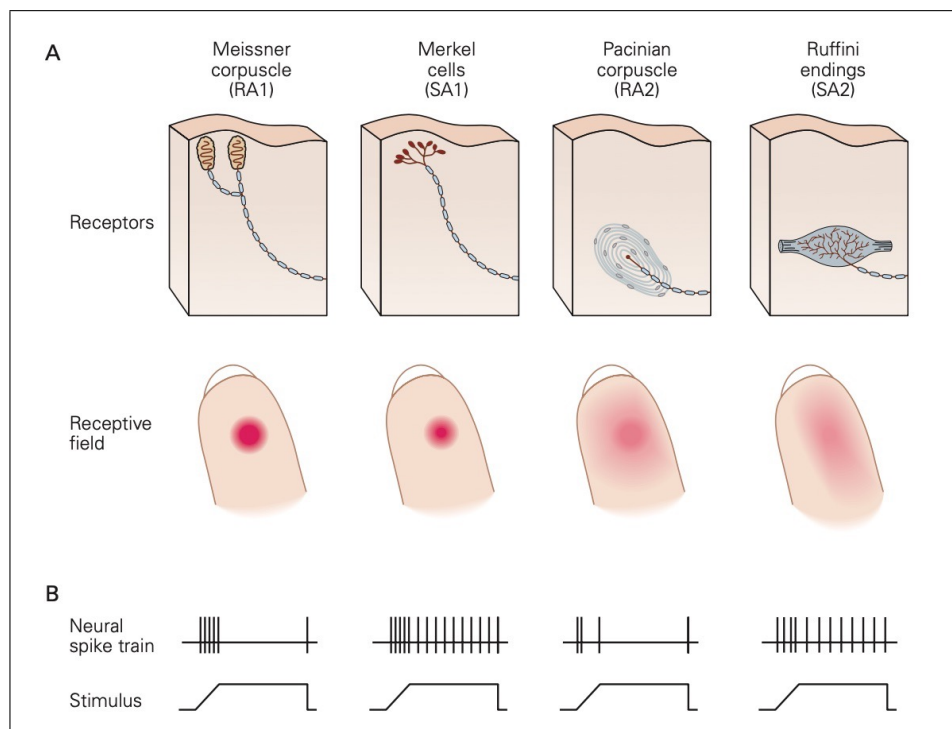 A
Meissner
corpuscle
(RA1)
Merkel
cells
(SA1)
Pacinian
corpuscle
(RA2)
Ruffini
endings
(SA2)
Receptors
Receptive
field
B
Neural
spike train
Stimulus